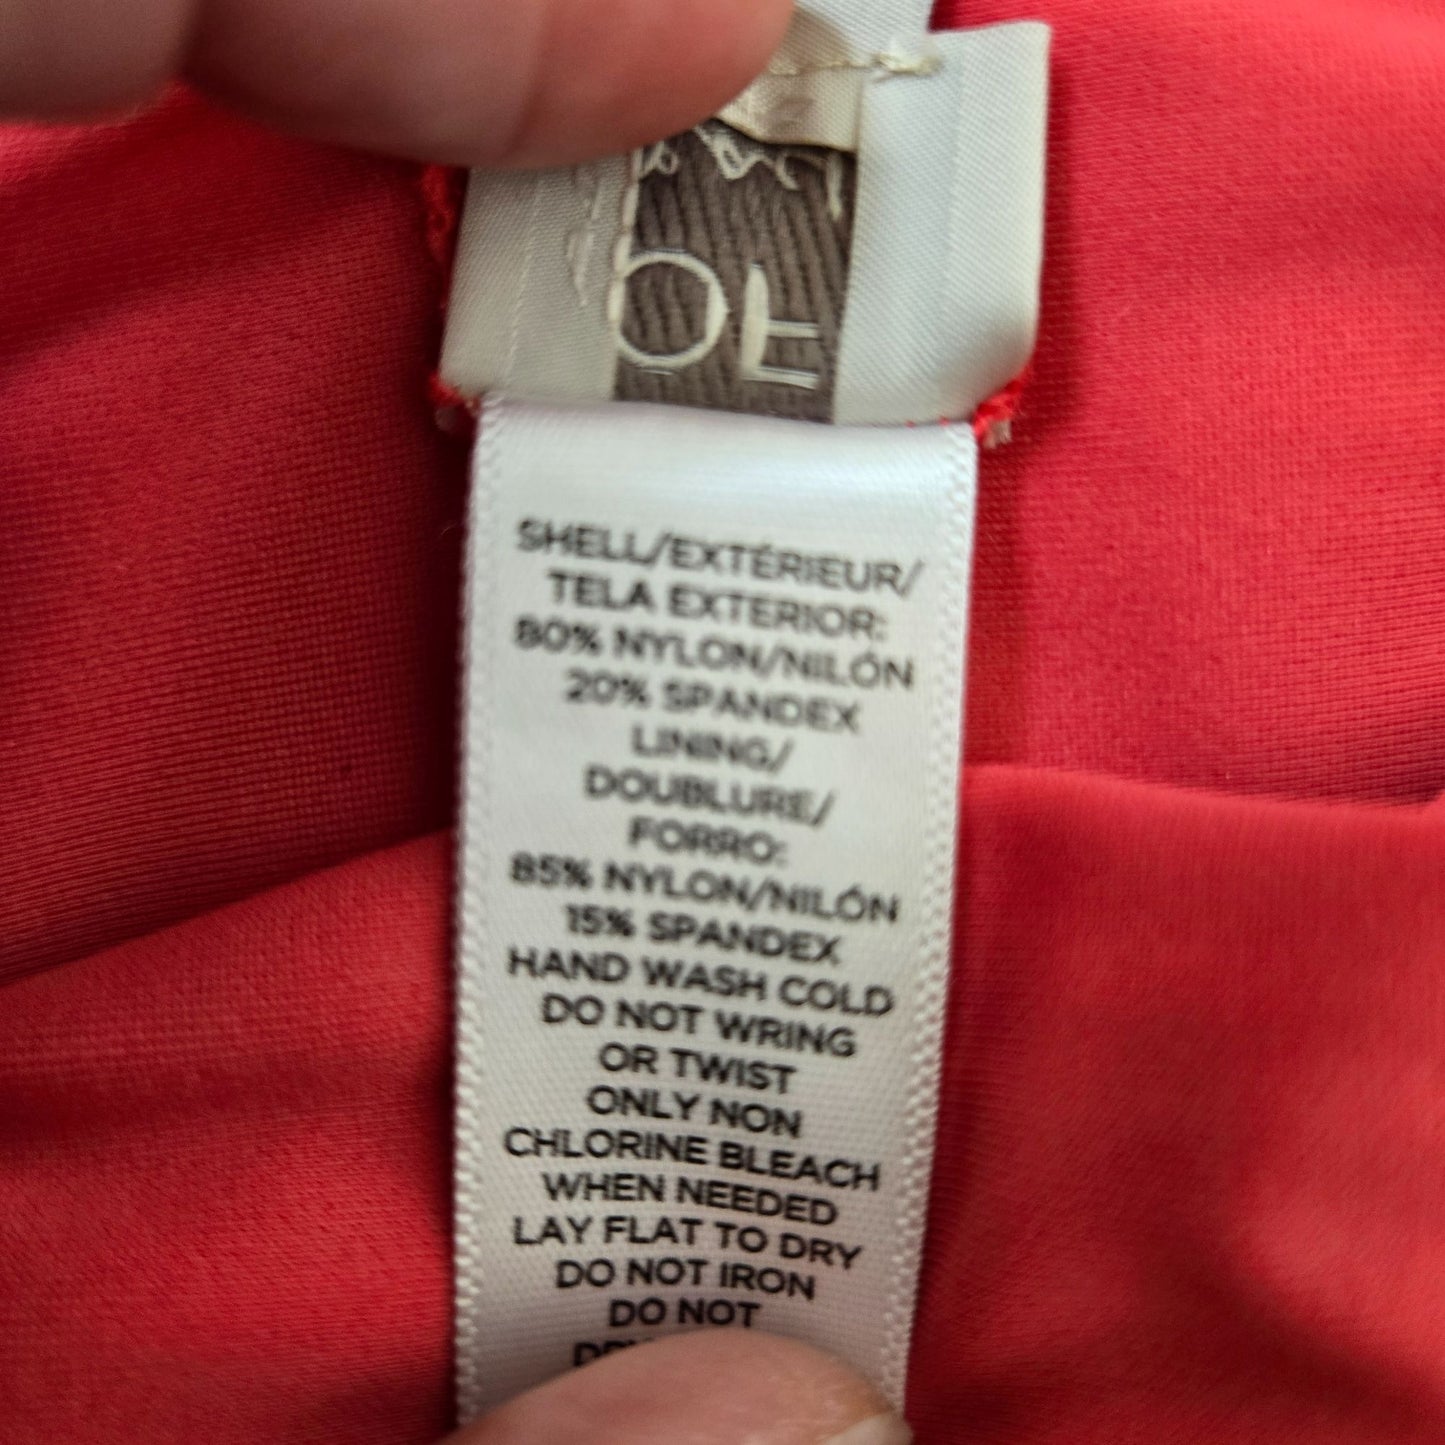 SHELL/EXTÉRIEUR/
TELA EXTERIOR:
80% NYLON/NILÓN
20% SPANDEX
LINING/
DOUBLURE/
FORRO:
85% NYLON/NILÓN
15% SPANDEX
HAND WASH COLD
DO NOT WRING
OR TWIST
ONLY NON
CHLORINE BLEACH
WHEN NEEDED
LAY FLAT TO DRY
DO NOT IRON
DO NOT